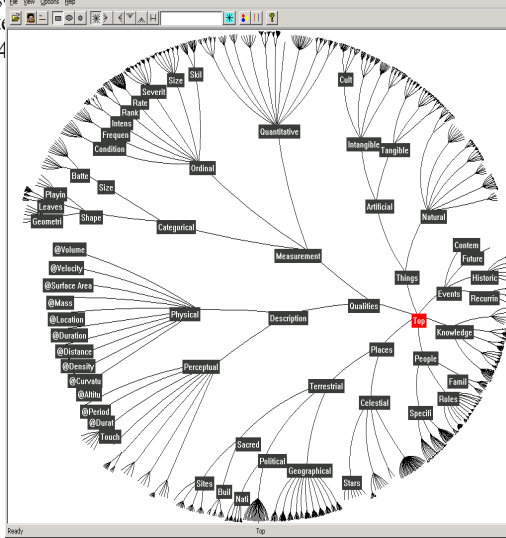 File View Options Help
Skil
Size
Severit
Rate
Rank
Intens
Frequen
Condition
Ordinal
Quantitative
Cult
Intangible
Tangible
Artificial
Natural
Batte
Size
Playin
Leaves
Geometri
Shape
Categorical
Measurement
Things
Contem
Future
Historic
Events
Recurrin
@Volume
@Velocity
@Surface Area
@Mass
@Location
@Duration
@Distance
@Density
@Curvatu
@Altitu
@Period
@Durat
Touch
Physical
Description
Qualities
Top
Knowledge
Perceptual
Places
People
Famil
Roles
Specifi
Terrestrial
Celestial
Sacred
Political
Geographical
Sites
Buil
Nati
Stars
Ready
Top